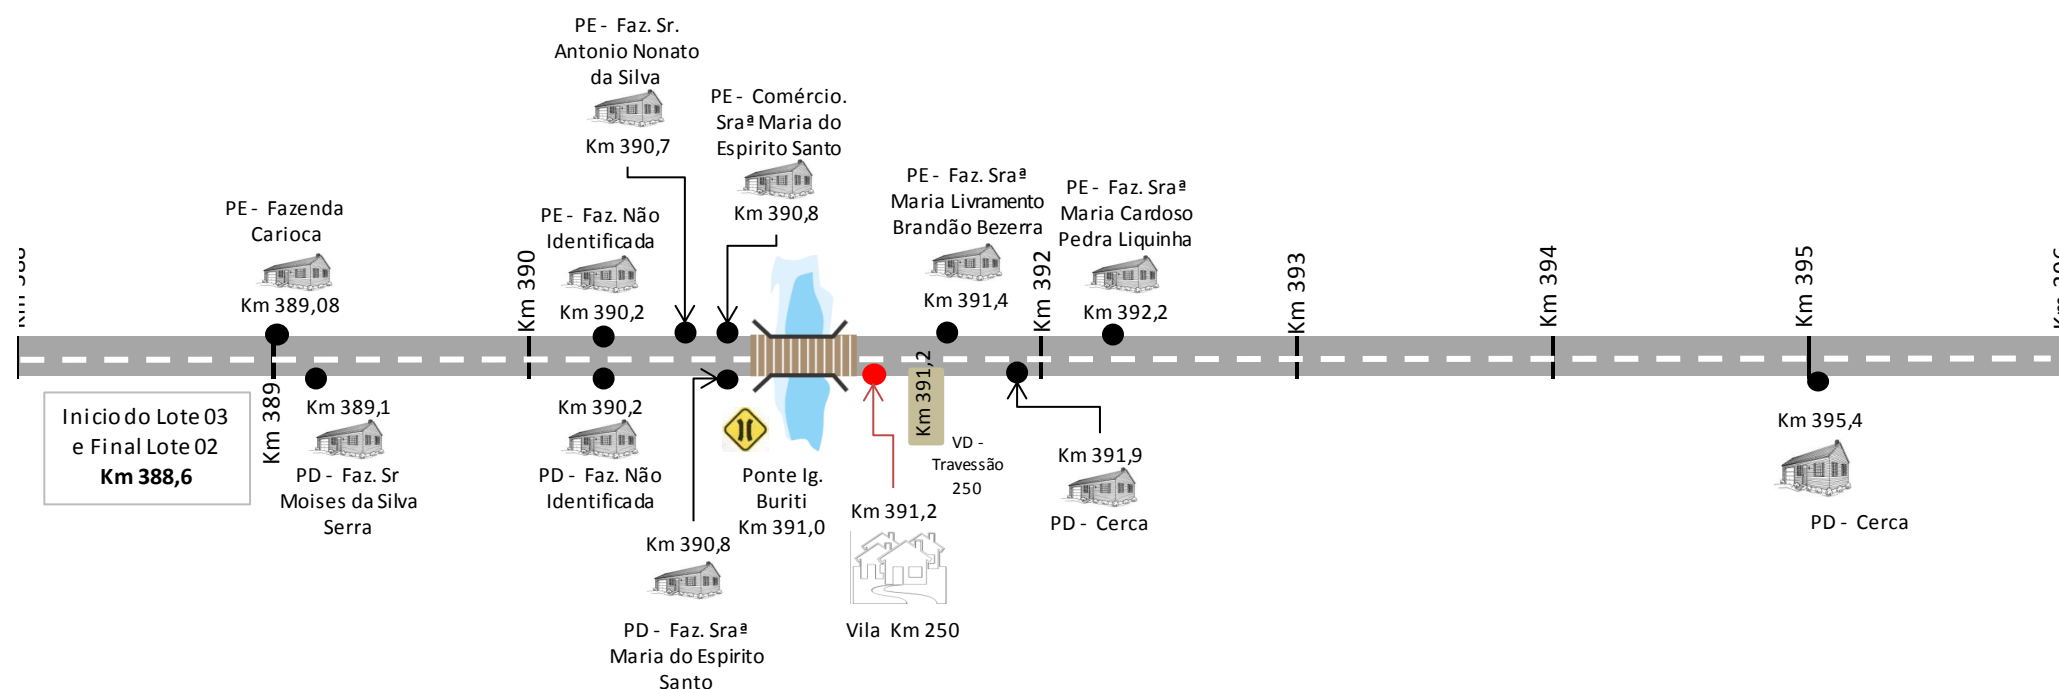 PE - Faz. Sr.
Antonio Nonato
da Silva
Km 390,7
PE - Comércio.
Sraª Maria do
Espirito Santo
Km 390,8
PE - Faz. Sraª
Maria Livramento
Brandão Bezerra
Km 391,4
PE - Faz. Sraª
Maria Cardoso
Pedra Liquinha
Km 392,2
PE - Fazenda
Carioca
Km 389,08
PE - Faz. Não
Identificada
Km 390,2
Km 390
Km 392
Km 393
Km 394
Km 395
Km 389
Km 391,2
Inicio do Lote 03
e Final Lote 02
Km 388,6
Km 389,1
PD - Faz. Sr
Moises da Silva
Serra
Km 390,2
PD - Faz. Não
Identificada
Km 390,8
PD - Faz. Sraª
Maria do Espirito
Santo
Ponte Ig.
Buriti
Km 391,0
Km 391,2
Vila Km 250
VD -
Travessão
250
Km 391,9
PD - Cerca
Km 395,4
PD - Cerca